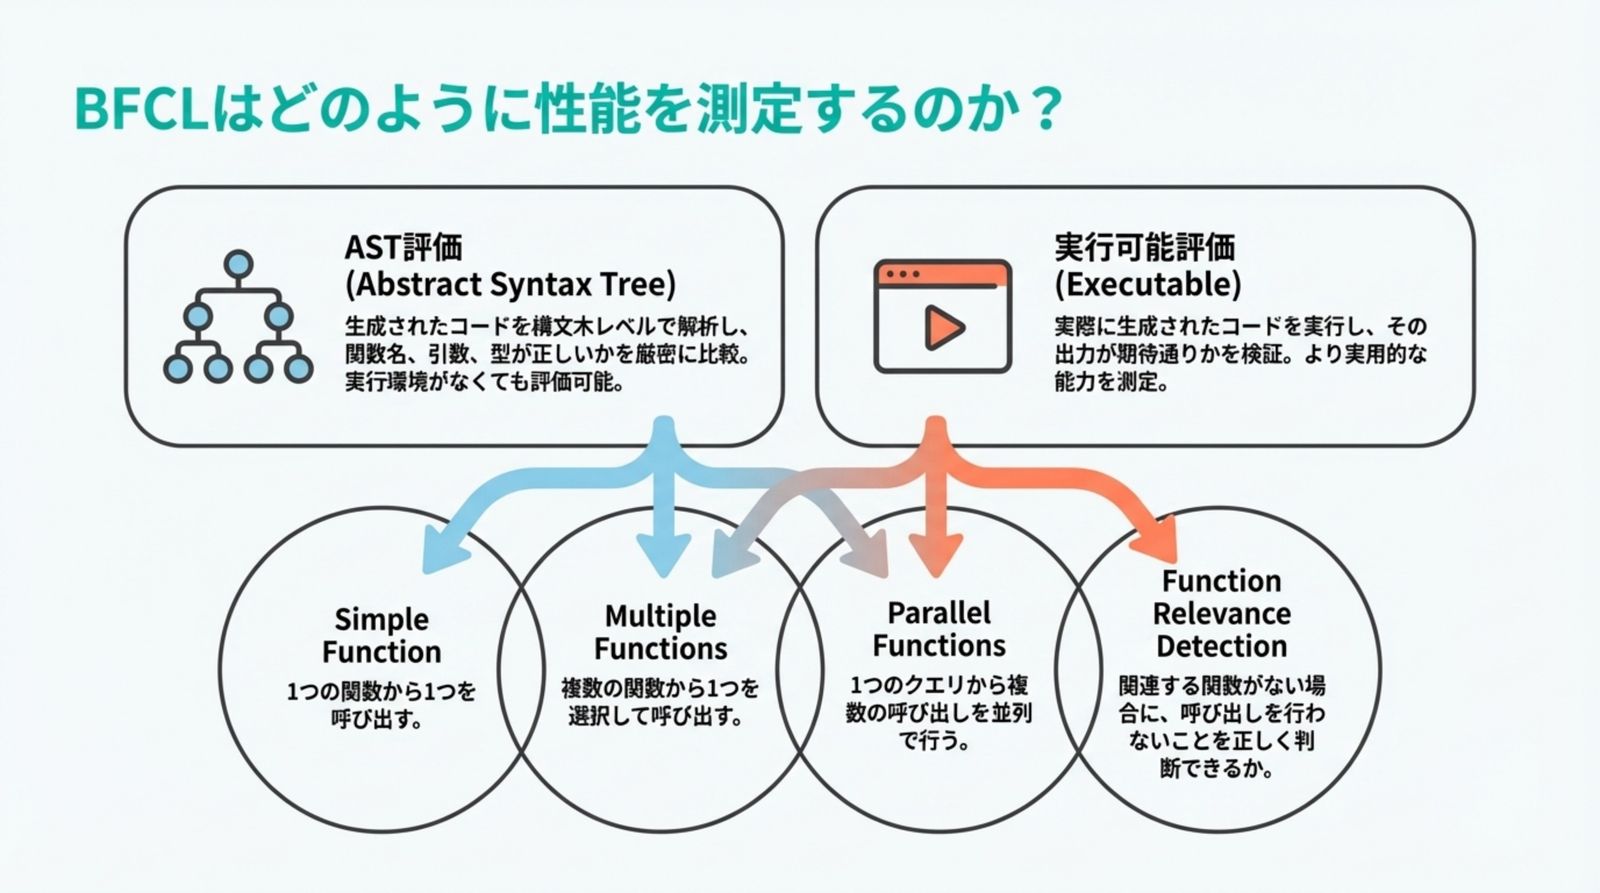 BFCLはどのように性能を測定するのか？
AST評価
(Abstract Syntax Tree)
生成されたコードを構文木レベルで解析し、
関数名、引数、型が正しいかを厳密に比較。
実行環境がなくても評価可能。
実行可能評価
(Executable)
実際に生成されたコードを実行し、その
出力が期待通りかを検証。より実用的な
能力を測定。
Simple
Function
1つの関数から1つを
呼び出す。
Multiple
Functions
複数の関数から1つを
選択して呼び出す。
Parallel
Functions
1つのクエリから複
数の呼び出しを並列
で行う。
Function
Relevance
Detection
関連する関数がない場
合に、呼び出しを行わ
ないことを正しく判
断できるか。